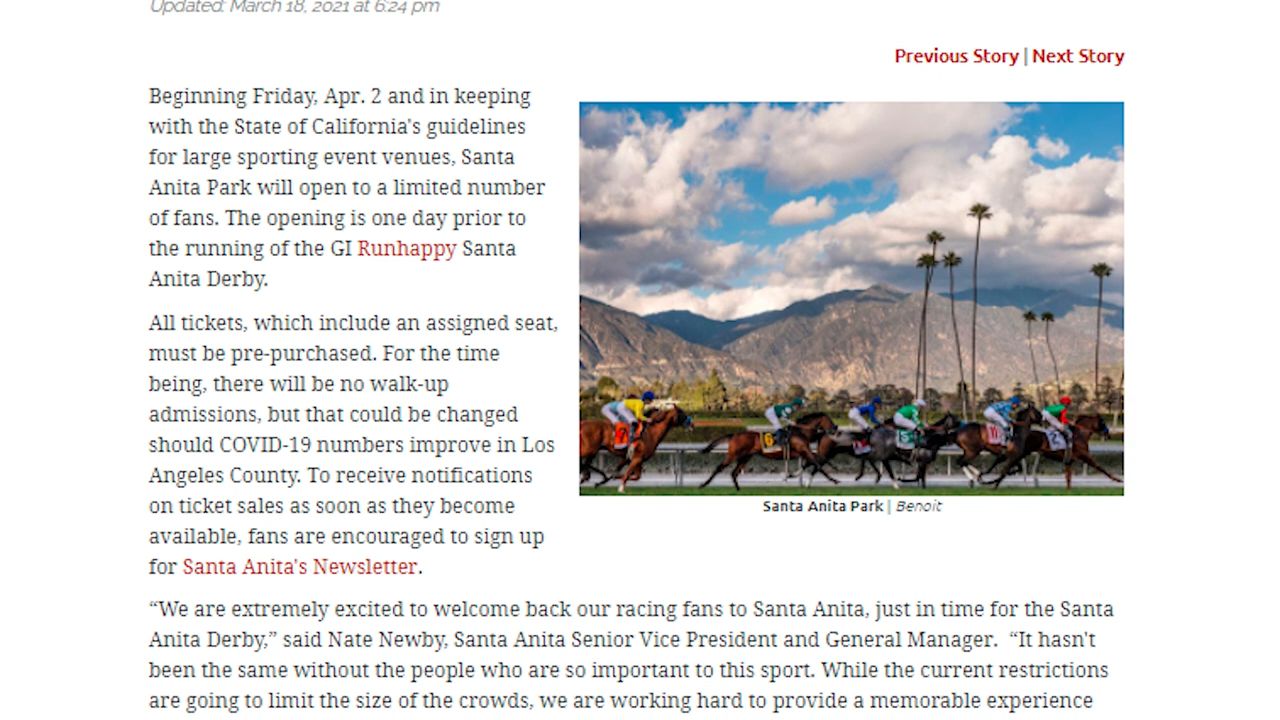 Updated: March 18, 2021 at 6:24 pm
Previous Story | Next Story
Beginning Friday, Apr. 2 and in keeping
with the State of California's guidelines
for large sporting event venues, Santa
Anita Park will open to a limited number
of fans. The opening is one day prior to
the running of the GI Runhappy Santa
Anita Derby.
All tickets, which include an assigned seat,
must be pre-purchased. For the time
being, there will be no walk-up
admissions, but that could be changed
should COVID-19 numbers improve in Los
Angeles County. To receive notifications
on ticket sales as soon as they become
available, fans are encouraged to sign up
for Santa Anita's Newsletter.
7
6
5
2
Santa Anita Park | Benoit
“We are extremely excited to welcome back our racing fans to Santa Anita, just in time for the Santa
Anita Derby,” said Nate Newby, Santa Anita Senior Vice President and General Manager.  “It hasn't
been the same without the people who are so important to this sport. While the current restrictions
are going to limit the size of the crowds, we are working hard to provide a memorable experience